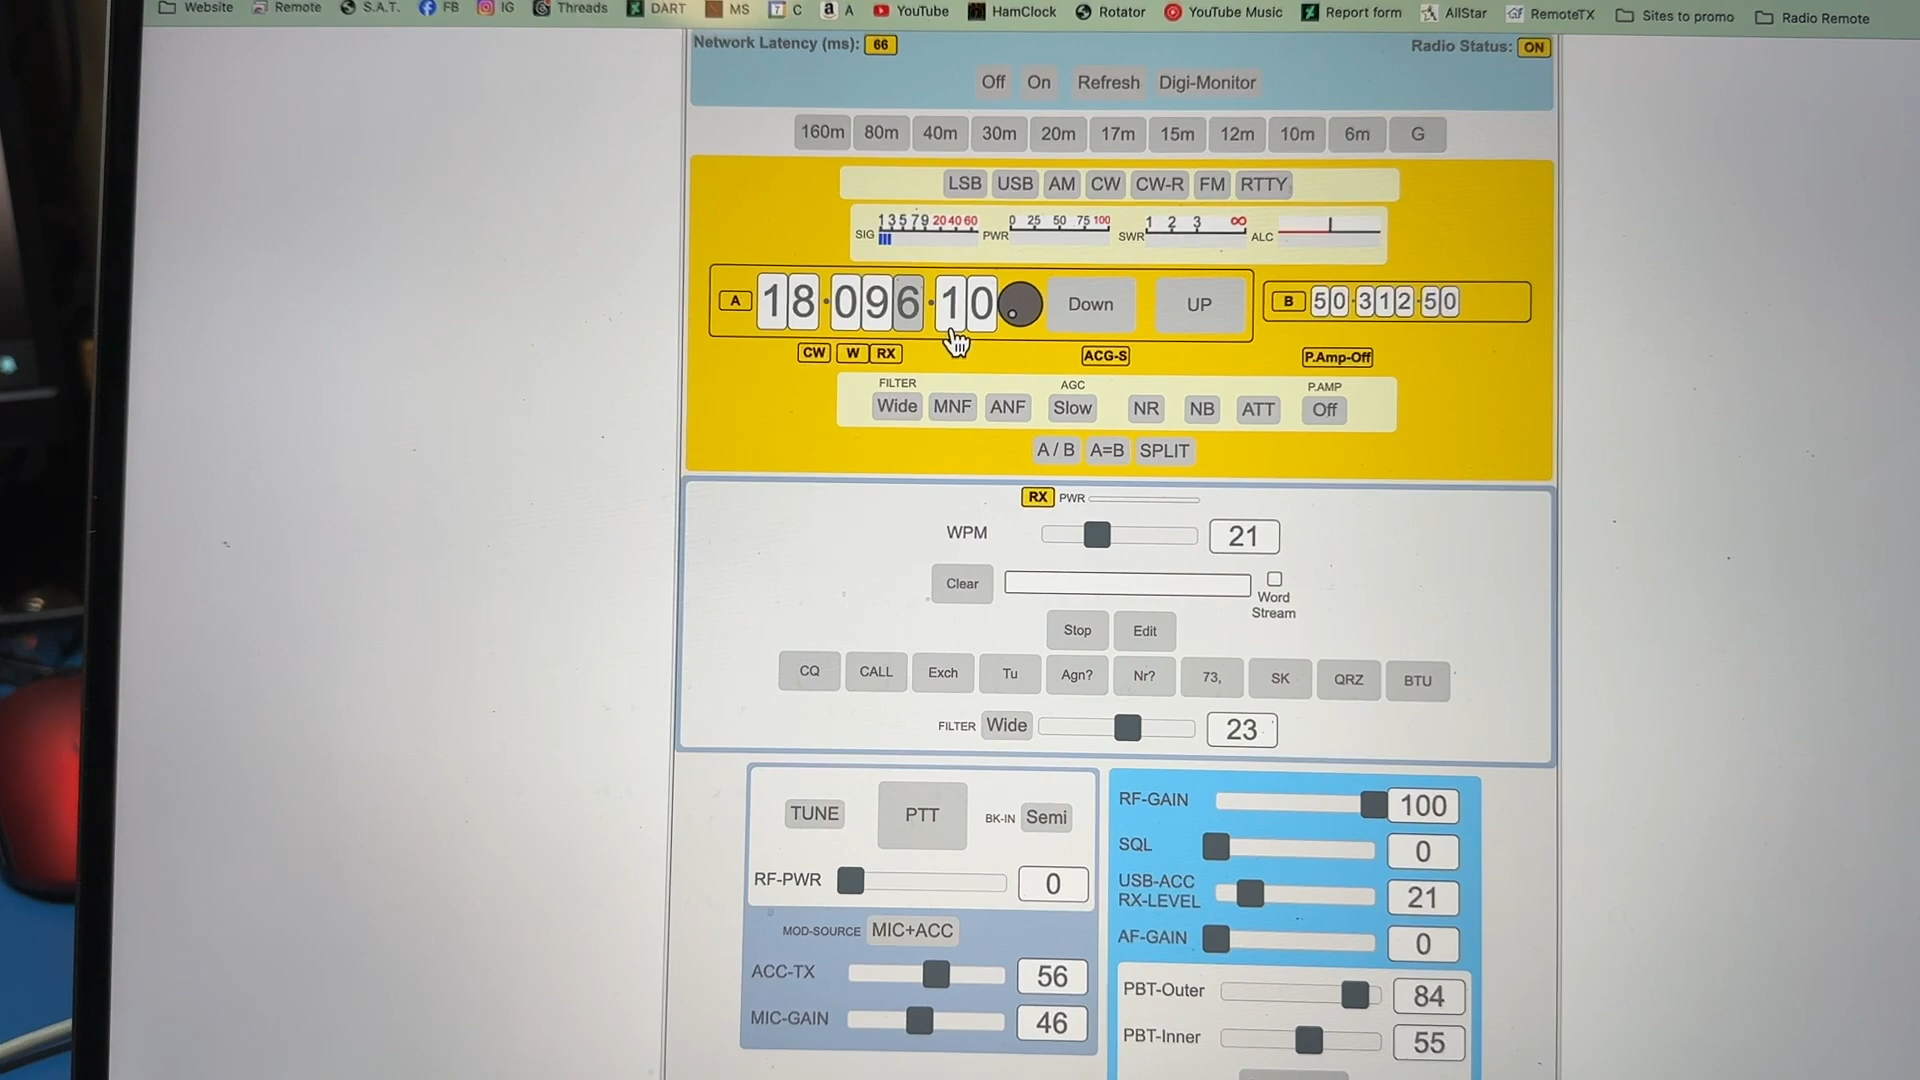 Website Remote S.A.T. FB IG Threads DART MS C A YouTube HamClock Rotator YouTube Music Report form AllStar RemoteTX Sites to promo Radio Remote
Network Latency (ms): 66 Radio Status: ON
Off On Refresh Digi-Monitor
160m 80m 40m 30m 20m 17m 15m 12m 10m 6m G
LSB USB AM CW CW-R FM RTTY
SIG 1 3 5 7 9 20 40 60 PWR 0 25 50 75 100 SWR 1 2 3 ∞ ALC
A 18.096.10 Down UP B 50.312.50
CW W RX ACG-S P.Amp-Off
FILTER AGC P.AMP
Wide MNF ANF Slow NR NB ATT Off
A / B A=B SPLIT
RX PWR
WPM 21
Clear Word
Stream
Stop Edit
CQ CALL Exch Tu Agn? Nr? 73, SK QRZ BTU
FILTER Wide 23
TUNE PTT BK-IN Semi
RF-PWR 0
MOD-SOURCE MIC+ACC
ACC-TX 56
MIC-GAIN 46
RF-GAIN 100
SQL 0
USB-ACC
RX-LEVEL 21
AF-GAIN 0
PBT-Outer 84
PBT-Inner 55